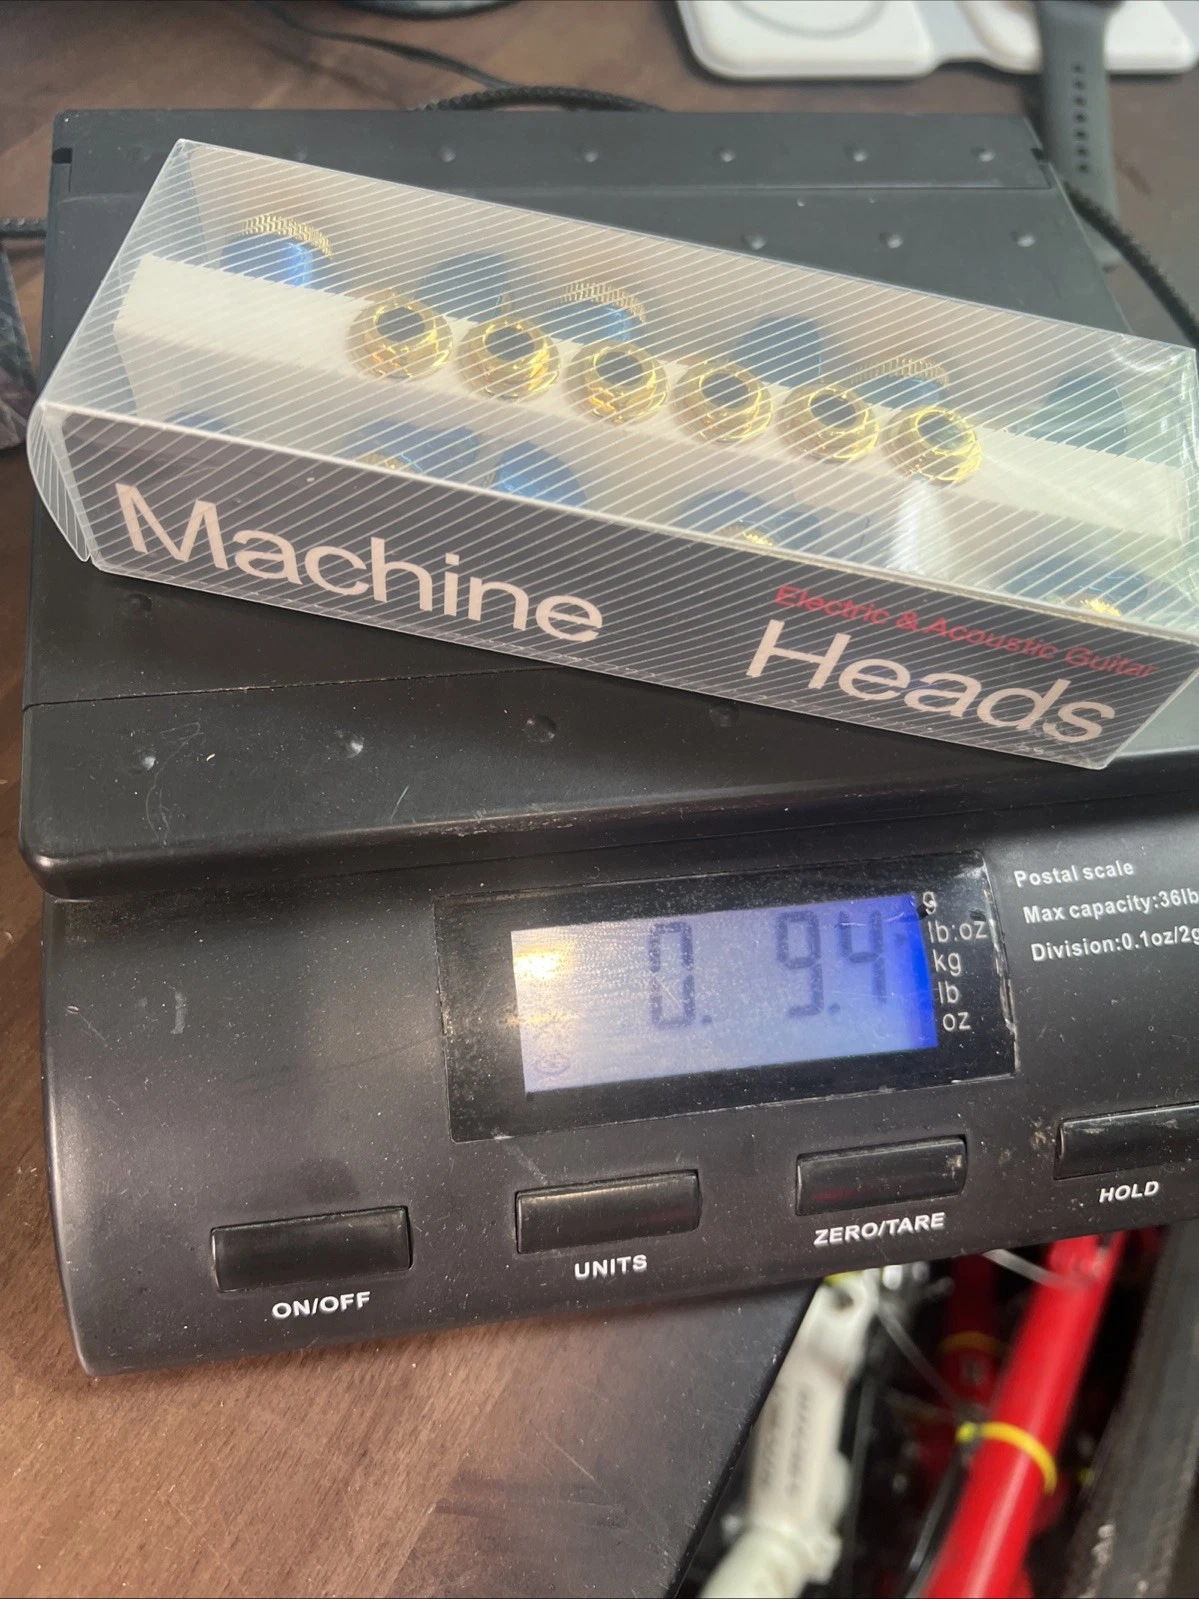 Machine
Electric & Acoustic Guitar
Heads
Postal scale
Max capacity:36lb
Division:0.1oz/2g
0. 9.4
g
lb:oz
kg
lb
oz
ON/OFF
UNITS
ZERO/TARE
HOLD